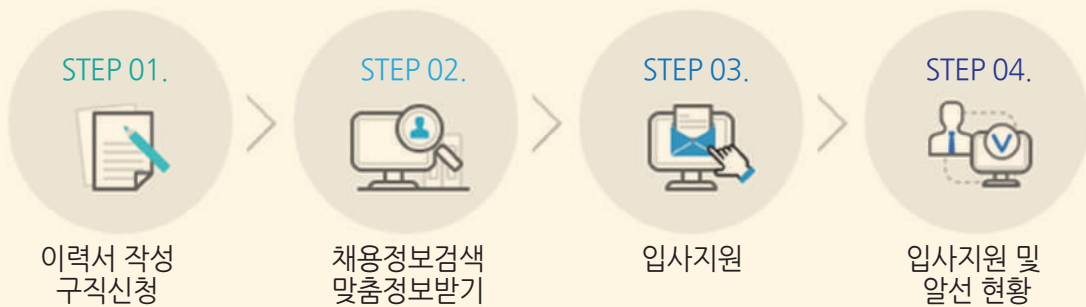 STEP 01.
이력서 작성
구직신청
STEP 02.
채용정보검색
맞춤정보받기
STEP 03.
입사지원
STEP 04.
입사지원 및
알선 현황